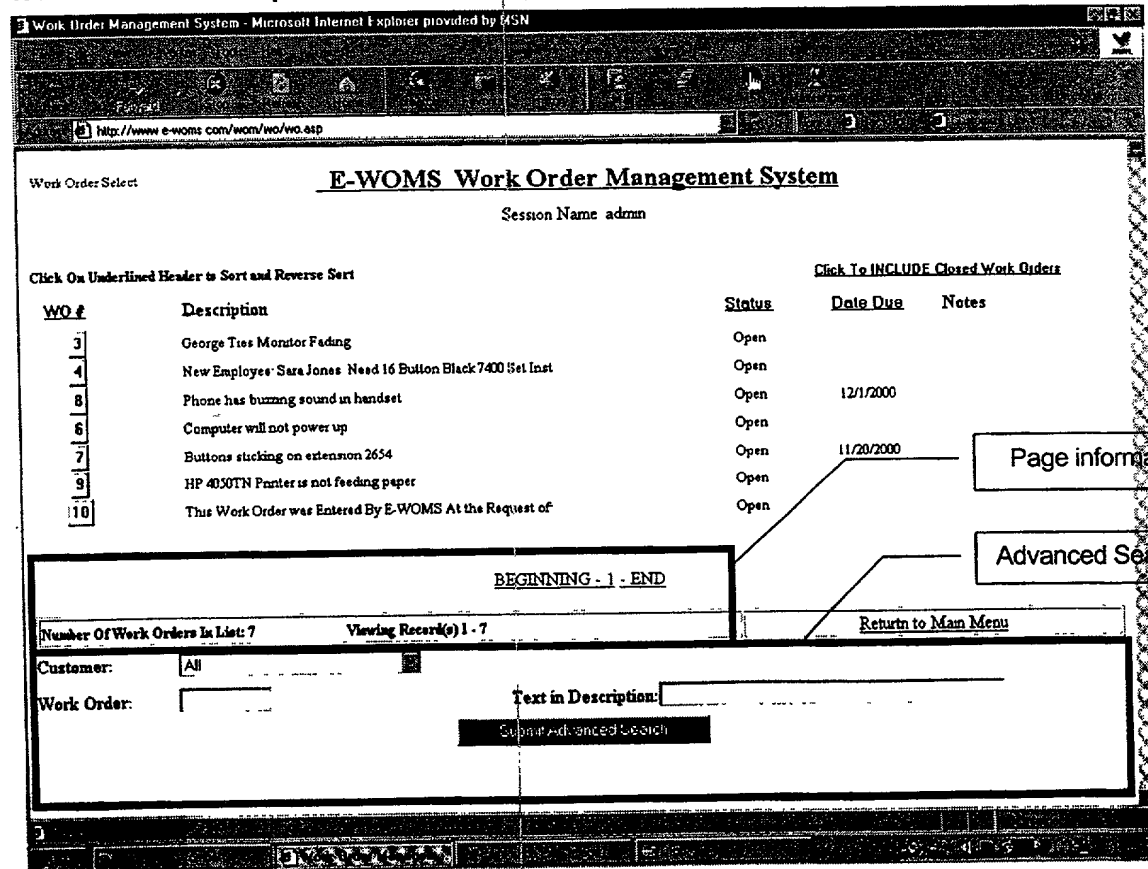 Work Order Management System - Microsoft Internet Explorer provided by MSN
Forward
http://www e-woms com/wom/wo/wo.asp
Work Order Select
E-WOMS Work Order Management System
Session Name admin
Click On Underlined Header to Sort and Reverse Sort
Click To INCLUDE Closed Work Orders
WO # Description Status Date Due Notes
3 George Ties Monitor Fading Open
4 New Employee: Sara Jones Need 16 Button Black 7400 Set Inst Open
8 Phone has buzzing sound in handset Open 12/1/2000
6 Computer will not power up Open
7 Buttons sticking on extension 2654 Open 11/20/2000
9 HP 4050TN Printer is not feeding paper Open
10 This Work Order was Entered By E-WOMS At the Request of Open
Page informa
Advanced Se
BEGINNING - 1 - END
Number Of Work Orders In List: 7 Viewing Record(s) 1 - 7 Return to Main Menu
Customer: All
Work Order: Text in Description:
Submit Advanced Search